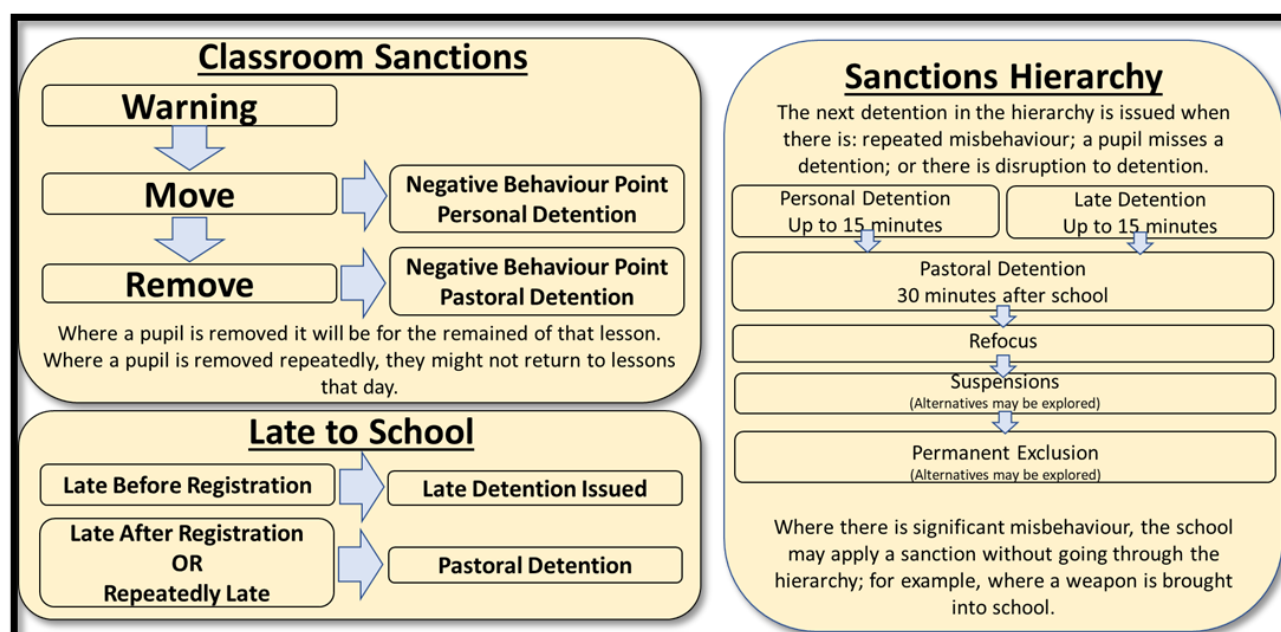 Classroom Sanctions
Warning
Move
Negative Behaviour Point
Personal Detention
Remove
Negative Behaviour Point
Pastoral Detention
Where a pupil is removed it will be for the remained of that lesson.
Where a pupil is removed repeatedly, they might not return to lessons
that day.
Late to School
Late Before Registration
Late Detention Issued
Late After Registration
OR
Repeatedly Late
Pastoral Detention
Sanctions Hierarchy
The next detention in the hierarchy is issued when
there is: repeated misbehaviour; a pupil misses a
detention; or there is disruption to detention.
Personal Detention
Up to 15 minutes
Late Detention
Up to 15 minutes
Pastoral Detention
30 minutes after school
Refocus
Suspensions
(Alternatives may be explored)
Permanent Exclusion
(Alternatives may be explored)
Where there is significant misbehaviour, the school
may apply a sanction without going through the
hierarchy; for example, where a weapon is brought
into school.